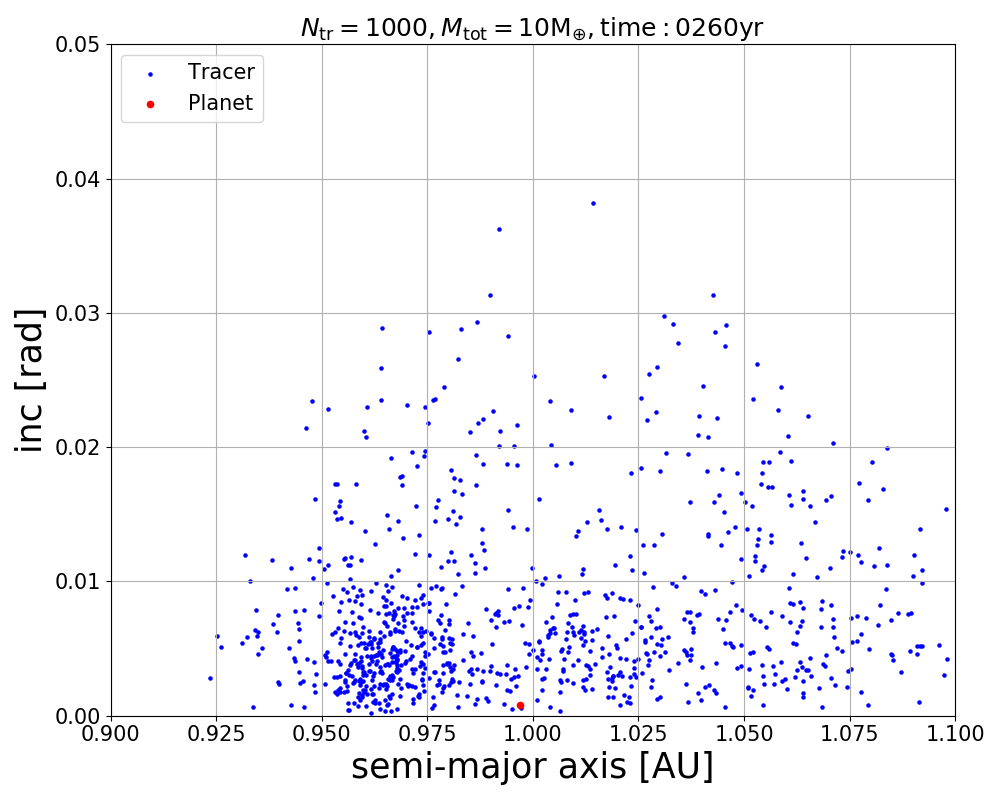 N_tr = 1000, M_tot = 10M_⊕, time : 0260yr
0.05
Tracer
Planet
0.04
0.03
inc [rad]
0.02
0.01
0.00
0.900 0.925 0.950 0.975 1.000 1.025 1.050 1.075 1.100
semi-major axis [AU]